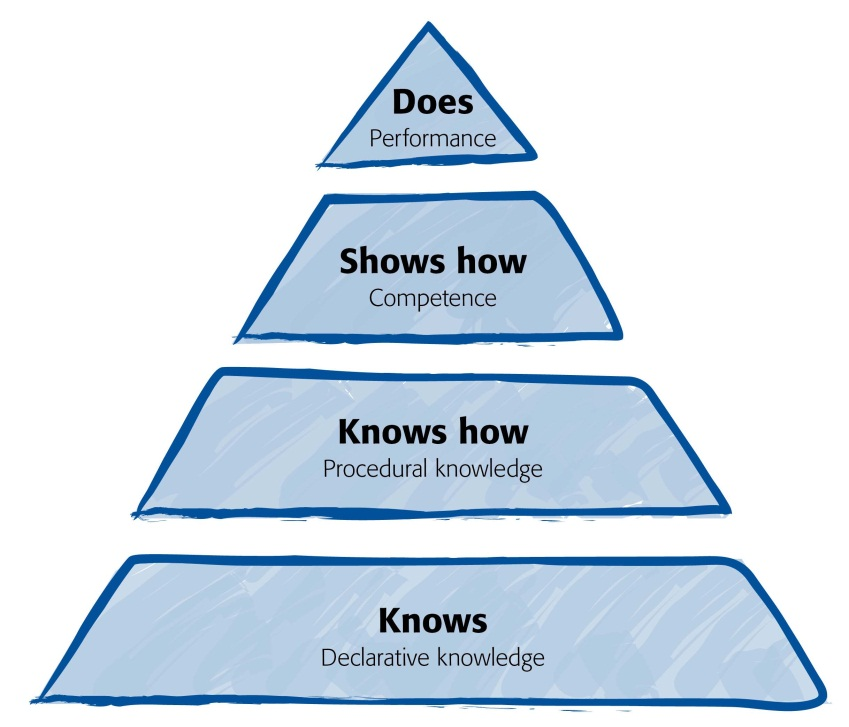 Does
Performance
Shows how
Competence
Knows how
Procedural knowledge
Knows
Declarative knowledge